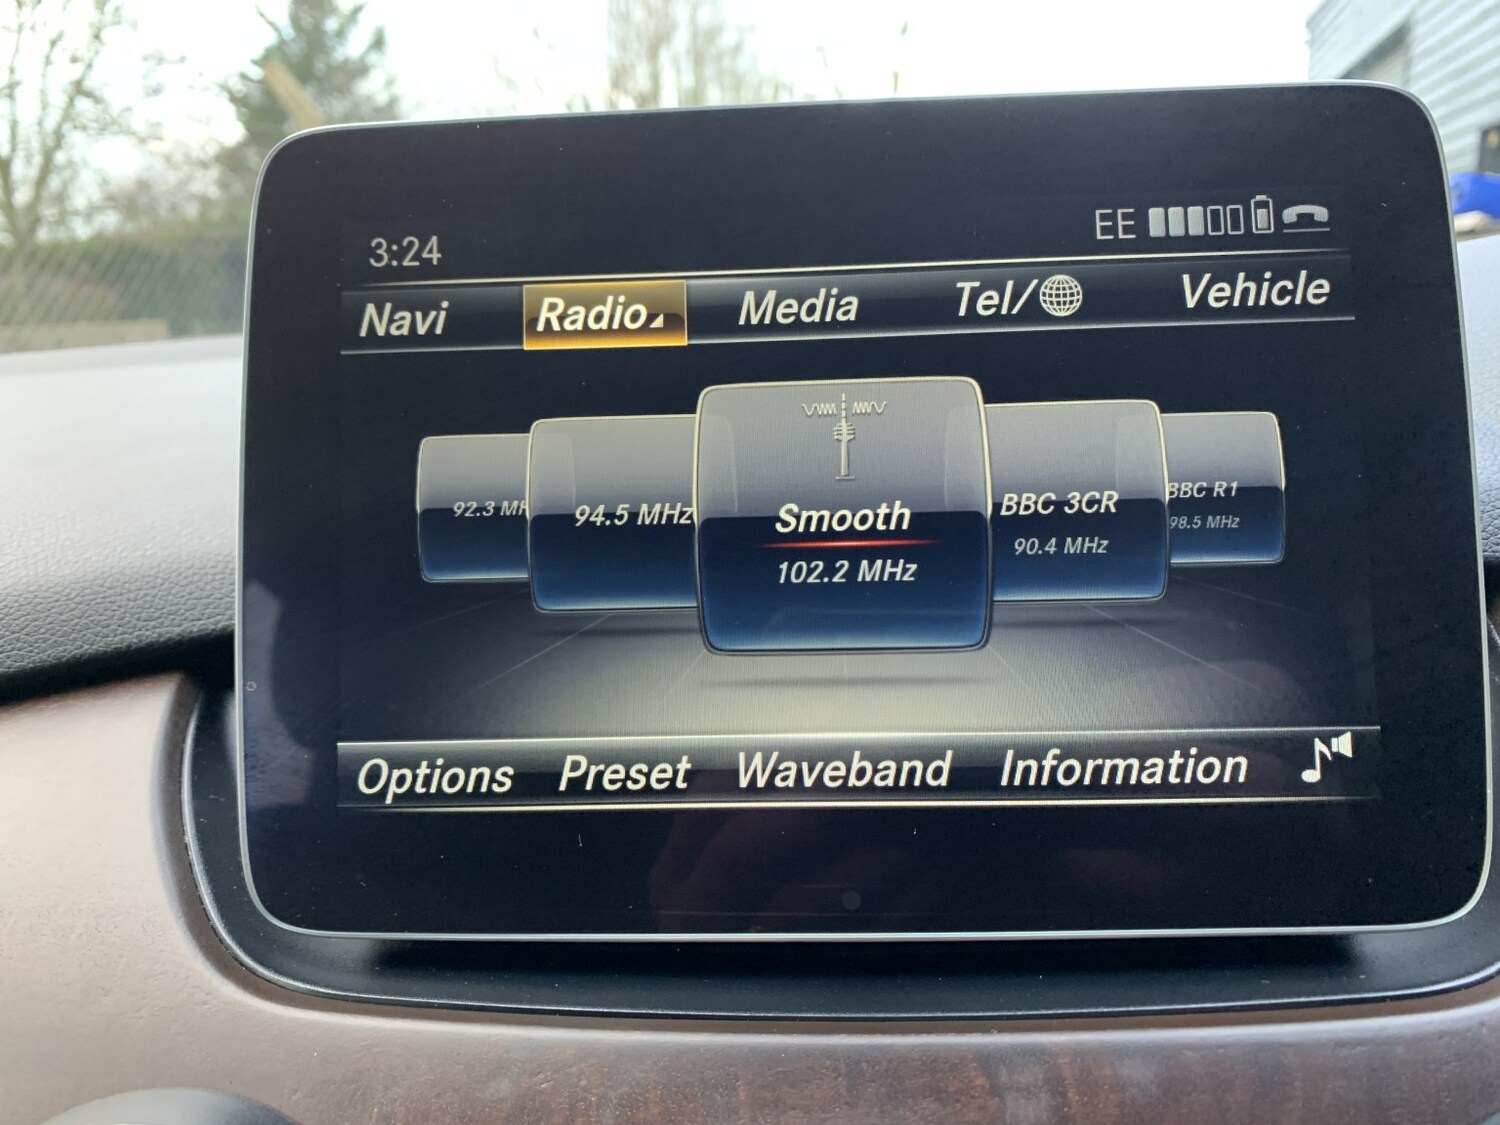 3:24
EE
Navi Radio Media Tel/ Vehicle
92.3 MH
94.5 MHz
Smooth
102.2 MHz
BBC 3CR
90.4 MHz
BBC R1
98.5 MHz
Options Preset Waveband Information